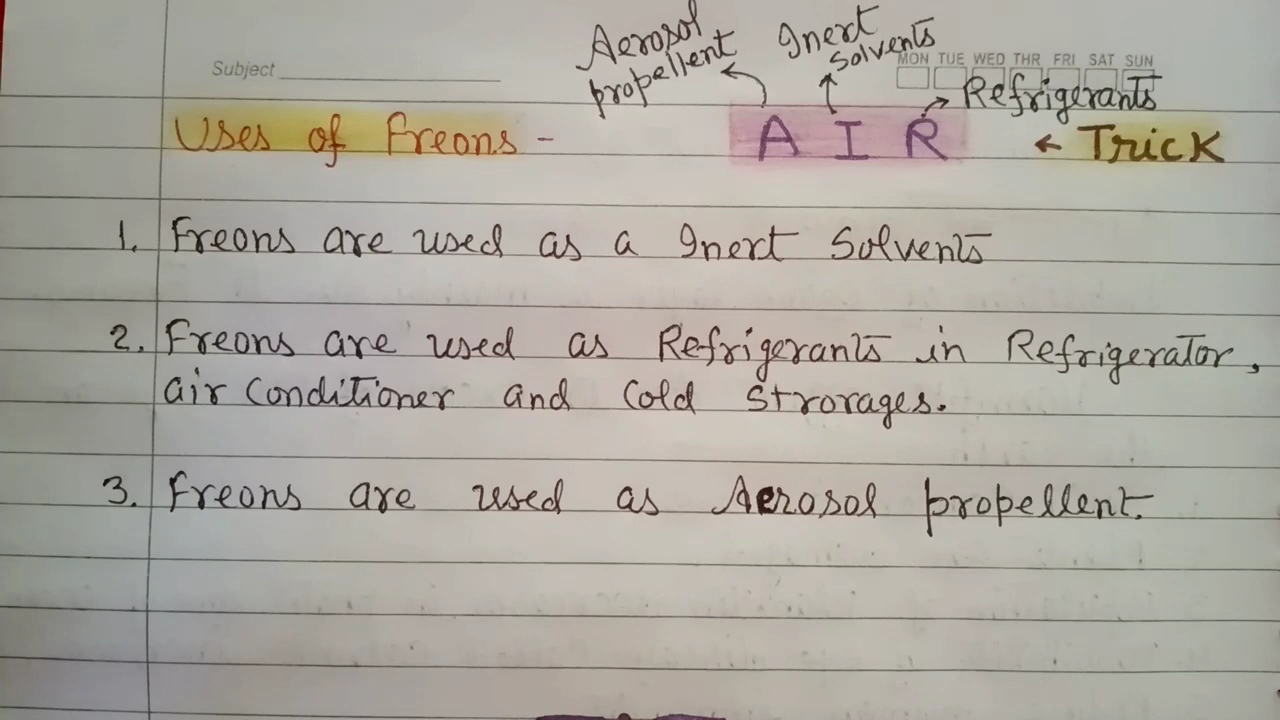 Aerosol propellent
Inert Solvents
Subject
MON TUE WED THR FRI SAT SUN
Refrigerants
Uses of Freons -
A I R
← Trick
1. Freons are used as a Inert Solvents
2. Freons are used as Refrigerants in Refrigerator,
air conditioner and Cold Strorages.
3. Freons are used as Aerosol propellent.